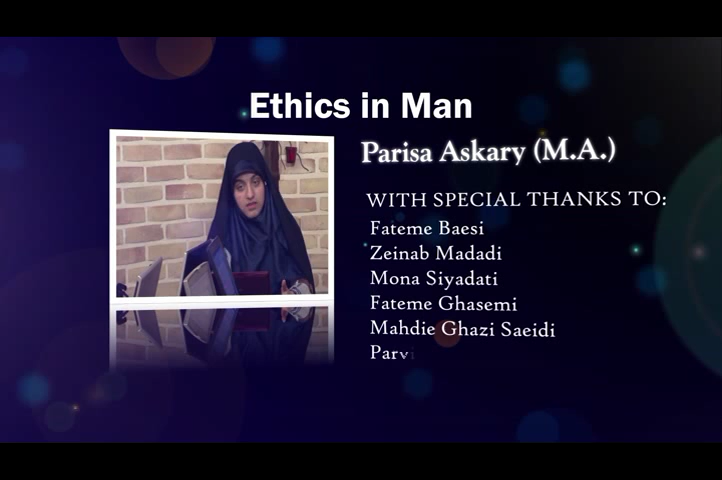 Ethics in Man
Parisa Askary (M.A.)
WITH SPECIAL THANKS TO:
Fateme Baesi
Zeinab Madadi
Mona Siyadati
Fateme Ghasemi
Mahdie Ghazi Saeidi
Parvi